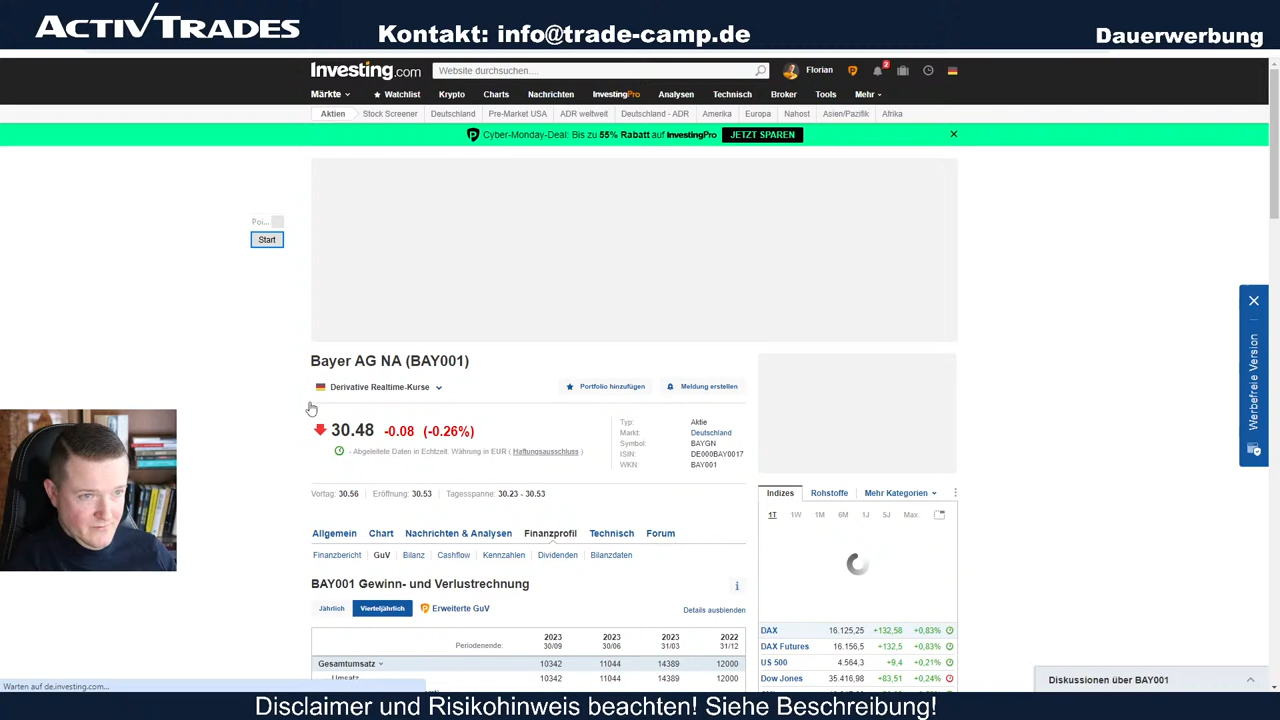 ACTIVTRADES
Kontakt: info@trade-camp.de
Dauerwerbung
Investing.com
Website durchsuchen....
Florian
2
Märkte
Watchlist
Krypto
Charts
Nachrichten
InvestingPro
Analysen
Technisch
Broker
Tools
Mehr
Aktien
Stock Screener
Deutschland
Pre-Market USA
ADR weltweit
Deutschland - ADR
Amerika
Europa
Nahost
Asien/Pazifik
Afrika
Cyber-Monday-Deal: Bis zu 55% Rabatt auf InvestingPro
JETZT SPAREN
Poi...
Start
Werbefreie Version
Bayer AG NA (BAY001)
Derivative Realtime-Kurse
Portfolio hinzufügen
Meldung erstellen
30.48 -0.08 (-0.26%)
- Abgeleitete Daten in Echtzeit. Währung in EUR ( Haftungsausschluss )
Typ: Aktie
Markt: Deutschland
Symbol: BAYGN
ISIN: DE000BAY0017
WKN: BAY001
Vortag: 30.56
Eröffnung: 30.53
Tagesspanne: 30.23 - 30.53
Indizes
Rohstoffe
Mehr Kategorien
1T 1W 1M 6M 1J 5J Max.
Allgemein
Chart
Nachrichten & Analysen
Finanzprofil
Technisch
Forum
Finanzbericht
GuV
Bilanz
Cashflow
Kennzahlen
Dividenden
Bilanzdaten
BAY001 Gewinn- und Verlustrechnung
Jährlich
Vierteljährlich
Erweiterte GuV
Details ausblenden
Periodenende: 2023 30/09 2023 30/06 2023 31/03 2022 31/12
Gesamtumsatz 10342 11044 14389 12000
Umsatz 10342 11044 14389 12000
DAX 16.125,25 +132,58 +0,83%
DAX Futures 16.156,5 +132,5 +0,83%
US 500 4.564,3 +9,4 +0,21%
Dow Jones 35.416,98 +83,51 +0,24%
Diskussionen über BAY001
Warten auf de.investing.com...
Disclaimer und Risikohinweis beachten! Siehe Beschreibung!